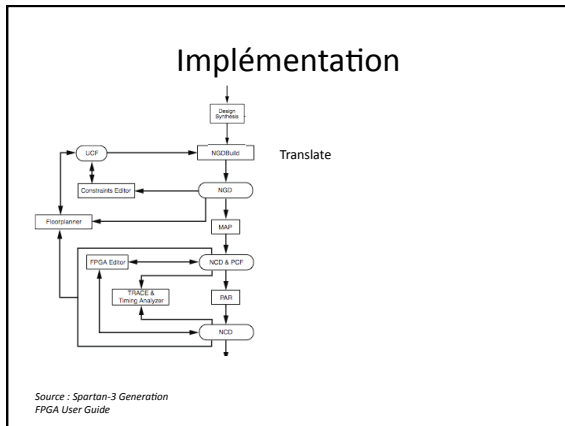 Implémentation
Design
Synthesis
UCF
NGDBuild
Translate
Constraints Editor
NGD
Floorplanner
MAP
FPGA Editor
NCD & PCF
TRACE &
Timing Analyzer
PAR
NCD
Source : Spartan-3 Generation
FPGA User Guide